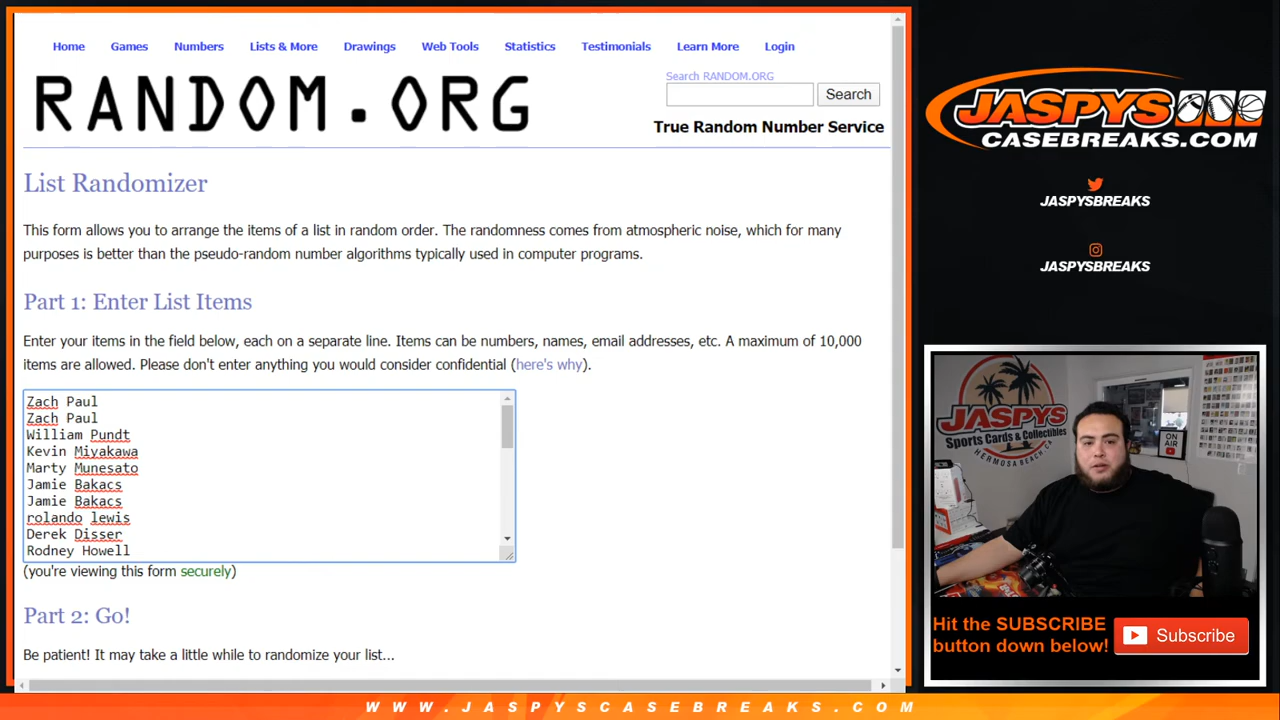 Home Games Numbers Lists & More Drawings Web Tools Statistics Testimonials Learn More Login
RANDOM.ORG
Search RANDOM.ORG
Search
True Random Number Service
List Randomizer
This form allows you to arrange the items of a list in random order. The randomness comes from atmospheric noise, which for many
purposes is better than the pseudo-random number algorithms typically used in computer programs.
Part 1: Enter List Items
Enter your items in the field below, each on a separate line. Items can be numbers, names, email addresses, etc. A maximum of 10,000
items are allowed. Please don't enter anything you would consider confidential (here's why).
Zach Paul
Zach Paul
William Pundt
Kevin Miyakawa
Marty Munesato
Jamie Bakacs
Jamie Bakacs
rolando lewis
Derek Disser
Rodney Howell
(you're viewing this form securely)
Part 2: Go!
Be patient! It may take a little while to randomize your list...
JASPYS
CASEBREAKS.COM
JASPYSBREAKS
JASPYSBREAKS
JASPYS
Sports Cards & Collectibles
HERMOSA BEACH, CA
ON
AIR
Hit the SUBSCRIBE
button down below!
Subscribe
WWW.JASPYSCASEBREAKS.COM